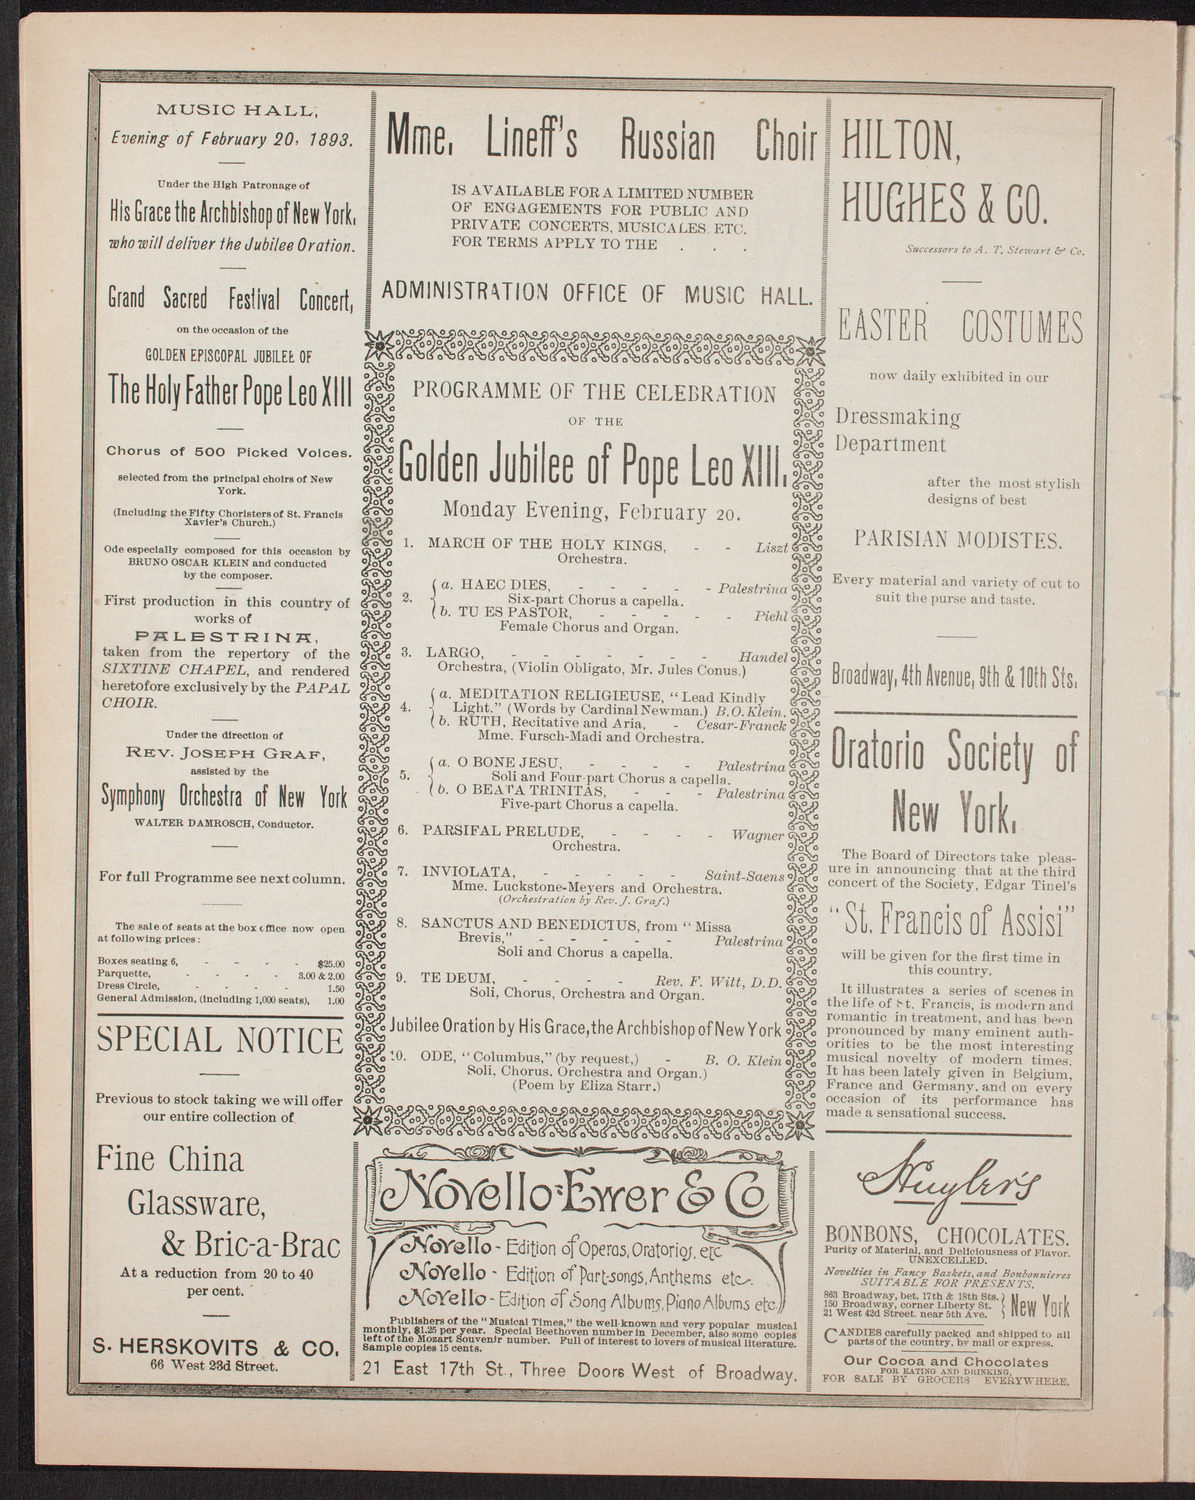 MUSIC HALL,
Evening of February 20, 1893.
Under the High Patronage of
His Grace the Archbishop of New York,
who will deliver the Jubilee Oration.
Grand Sacred Festival Concert,
on the occasion of the
GOLDEN EPISCOPAL JUBILEE OF
The Holy Father Pope Leo XIII
Chorus of 500 Picked Voices.
selected from the principal choirs of New
York.
(Including the Fifty Choristers of St. Francis
Xavier's Church.)
Ode especially composed for this occasion by
BRUNO OSCAR KLEIN and conducted
by the composer.
First production in this country of
works of
PALESTRINA,
taken from the repertory of the
SIXTINE CHAPEL, and rendered
heretofore exclusively by the PAPAL
CHOIR.
Under the direction of
REV. JOSEPH GRAF,
assisted by the
Symphony Orchestra of New York
WALTER DAMROSCH, Conductor.
For full Programme see next column.
The sale of seats at the box office now open
at following prices:
Boxes seating 6, - - - - $25.00
Parquette, - - - - 3.00 & 2.00
Dress Circle, - - - - 1.50
General Admission, (including 1,000 seats), 1.00
SPECIAL NOTICE
Previous to stock taking we will offer
our entire collection of
Fine China
Glassware,
& Bric-a-Brac
At a reduction from 20 to 40
per cent.
S. HERSKOVITS & CO,
66 West 23d Street.
Mme. Lineff's Russian Choir
IS AVAILABLE FOR A LIMITED NUMBER
OF ENGAGEMENTS FOR PUBLIC AND
PRIVATE CONCERTS, MUSICALES. ETC.
FOR TERMS APPLY TO THE . . .
ADMINISTRATION OFFICE OF MUSIC HALL.
PROGRAMME OF THE CELEBRATION
OF THE
Golden Jubilee of Pope Leo XIII.
Monday Evening, February 20.
1. MARCH OF THE HOLY KINGS, - - Liszt
Orchestra.
2. a. HAEC DIES, - - - - - Palestrina
Six-part Chorus a capella.
b. TU ES PASTOR, - - - - - Piehl
Female Chorus and Organ.
3. LARGO, - - - - - - - Handel
Orchestra, (Violin Obligato, Mr. Jules Conus.)
4. a. MEDITATION RELIGIEUSE, "Lead Kindly
Light." (Words by Cardinal Newman.) B. O. Klein.
b. RUTH, Recitative and Aria, - Cesar-Franck
Mme. Fursch-Madi and Orchestra.
5. a. O BONE JESU, - - - - Palestrina
Soli and Four-part Chorus a capella.
b. O BEATA TRINITAS, - - - Palestrina
Five-part Chorus a capella.
6. PARSIFAL PRELUDE, - - - - Wagner
Orchestra.
7. INVIOLATA, - - - - - Saint-Saens
Mme. Luckstone-Meyers and Orchestra.
(Orchestration by Rev. J. Graf.)
8. SANCTUS AND BENEDICTUS, from "Missa
Brevis," - - - - - Palestrina
Soli and Chorus a capella.
9. TE DEUM, - - - - Rev. F. Witt, D.D.
Soli, Chorus, Orchestra and Organ.
Jubilee Oration by His Grace, the Archbishop of New York
10. ODE, "Columbus," (by request,) - B. O. Klein
Soli, Chorus, Orchestra and Organ.)
(Poem by Eliza Starr.)
Novello-Ewer & Co
Novello - Edition of Operas, Oratorios, etc
Novello - Edition of Part-songs, Anthems etc.
Novello - Edition of Song Albums, Piano Albums etc.
Publishers of the "Musical Times," the well-known and very popular musical
monthly, $1.25 per year. Special Beethoven number in December, also some copies
left of the Mozart Souvenir number. Full of interest to lovers of musical literature.
Sample copies 15 cents.
21 East 17th St., Three Doors West of Broadway.
HILTON,
HUGHES & CO.
Successors to A. T. Stewart & Co.
EASTER COSTUMES
now daily exhibited in our
Dressmaking
Department
after the most stylish
designs of best
PARISIAN MODISTES.
Every material and variety of cut to
suit the purse and taste.
Broadway, 4th Avenue, 9th & 10th Sts.
Oratorio Society of
New York.
The Board of Directors take pleas-
ure in announcing that at the third
concert of the Society, Edgar Tinel's
"St. Francis of Assisi"
will be given for the first time in
this country.
It illustrates a series of scenes in
the life of St. Francis, is modern and
romantic in treatment, and has been
pronounced by many eminent auth-
orities to be the most interesting
musical novelty of modern times.
It has been lately given in Belgium,
France and Germany, and on every
occasion of its performance has
made a sensational success.
Huyler's
BONBONS, CHOCOLATES.
Purity of Material, and Deliciousness of Flavor.
UNEXCELLED.
Novelties in Fancy Baskets, and Bonbonnieres
SUITABLE FOR PRESENTS.
863 Broadway, bet. 17th & 18th Sts.
150 Broadway, corner Liberty St.
21 West 42d Street, near 5th Ave.
New York
CANDIES carefully packed and shipped to all
parts of the country, by mail or express.
Our Cocoa and Chocolates
FOR EATING AND DRINKING,
FOR SALE BY GROCERS EVERYWHERE.